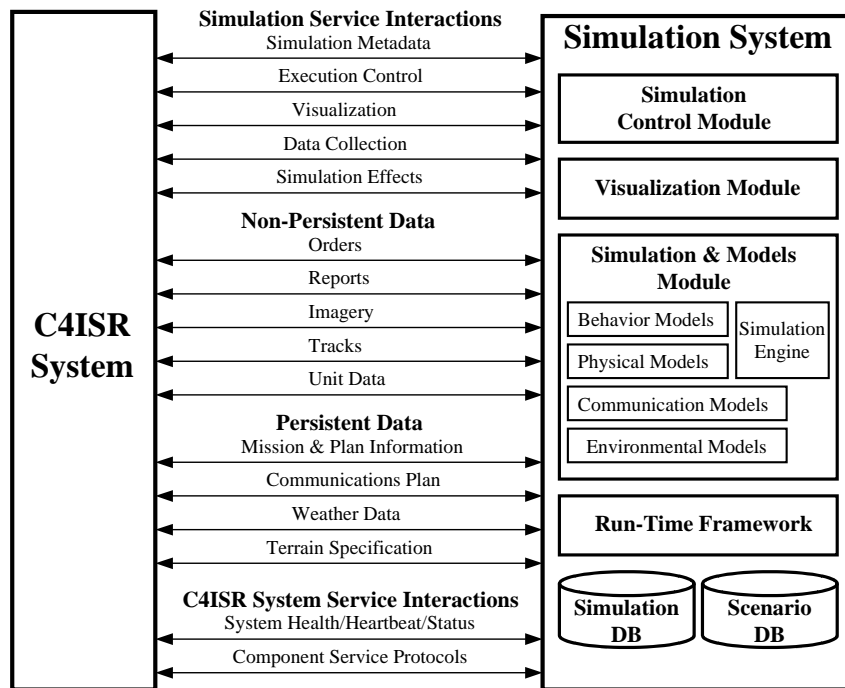 C4ISR
System
Simulation Service Interactions
Simulation Metadata
Execution Control
Visualization
Data Collection
Simulation Effects
Non-Persistent Data
Orders
Reports
Imagery
Tracks
Unit Data
Persistent Data
Mission & Plan Information
Communications Plan
Weather Data
Terrain Specification
C4ISR System Service Interactions
System Health/Heartbeat/Status
Component Service Protocols
Simulation System
Simulation
Control Module
Visualization Module
Simulation & Models
Module
Behavior Models
Physical Models
Simulation
Engine
Communication Models
Environmental Models
Run-Time Framework
Simulation
DB
Scenario
DB